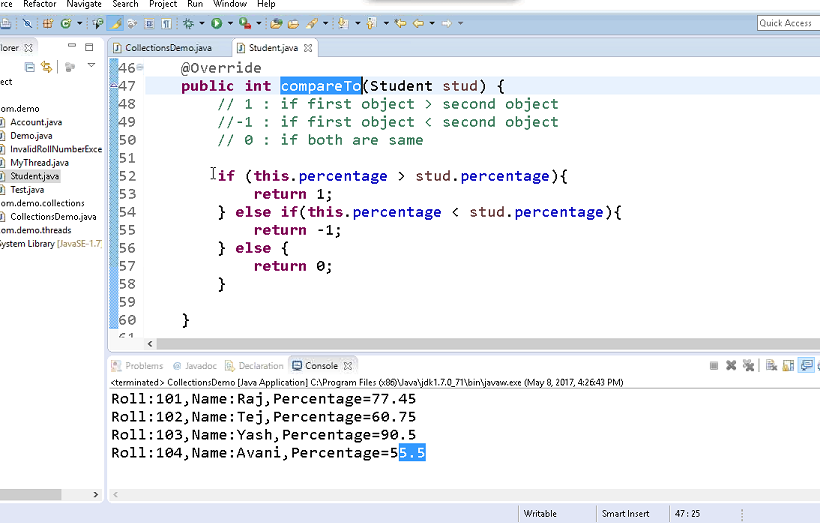 rce Refactor Navigate Search Project Run Window Help
Quick Access
lorer
CollectionsDemo.java Student.java
ect
om.demo
Account.java
Demo.java
InvalidRollNumberExce
MyThread.java
Student.java
Test.java
om.demo.collections
CollectionsDemo.java
om.demo.threads
System Library [JavaSE-1.7]
46 @Override
47 public int compareTo(Student stud) {
48 // 1 : if first object > second object
49 //-1 : if first object < second object
50 // 0 : if both are same
51
52 if (this.percentage > stud.percentage){
53 return 1;
54 } else if(this.percentage < stud.percentage){
55 return -1;
56 } else {
57 return 0;
58 }
59
60 }
61
Problems @ Javadoc Declaration Console
<terminated> CollectionsDemo [Java Application] C:\Program Files (x86)\Java\jdk1.7.0_71\bin\javaw.exe (May 8, 2017, 4:26:43 PM)
Roll:101,Name:Raj,Percentage=77.45
Roll:102,Name:Tej,Percentage=60.75
Roll:103,Name:Yash,Percentage=90.5
Roll:104,Name:Avani,Percentage=55.5
Writable Smart Insert 47 : 25